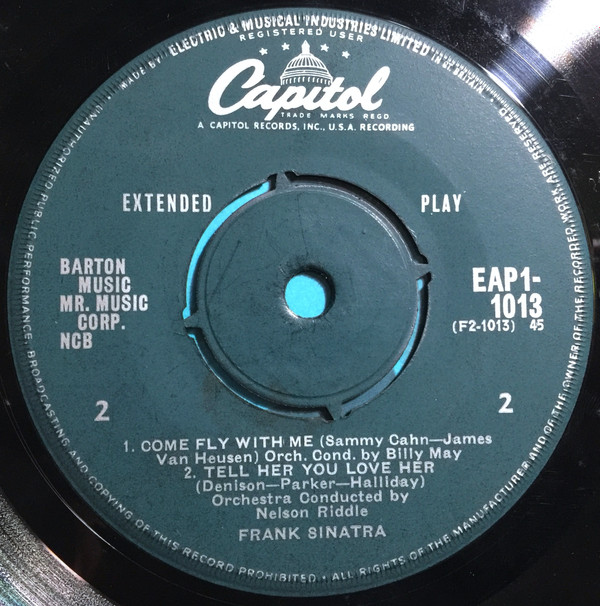 MADE BY ELECTRIC & MUSICAL INDUSTRIES LIMITED IN GT. BRITAIN
REGISTERED USER
Capitol
TRADE MARKS REGD
A CAPITOL RECORDS, INC., U.S.A. RECORDING
EXTENDED PLAY
BARTON
MUSIC
MR. MUSIC
CORP.
NCB
EAP1-
1013
(F2-1013) 45
2
2
1. COME FLY WITH ME (Sammy Cahn—James
Van Heusen) Orch. Cond. by Billy May
2. TELL HER YOU LOVE HER
(Denison—Parker—Halliday)
Orchestra Conducted by
Nelson Riddle
FRANK SINATRA
UNAUTHORIZED PUBLIC PERFORMANCE, BROADCASTING AND COPYING OF THIS RECORD PROHIBITED · ALL RIGHTS OF THE MANUFACTURER AND OF THE OWNER OF THE RECORDED WORK ARE RESERVED